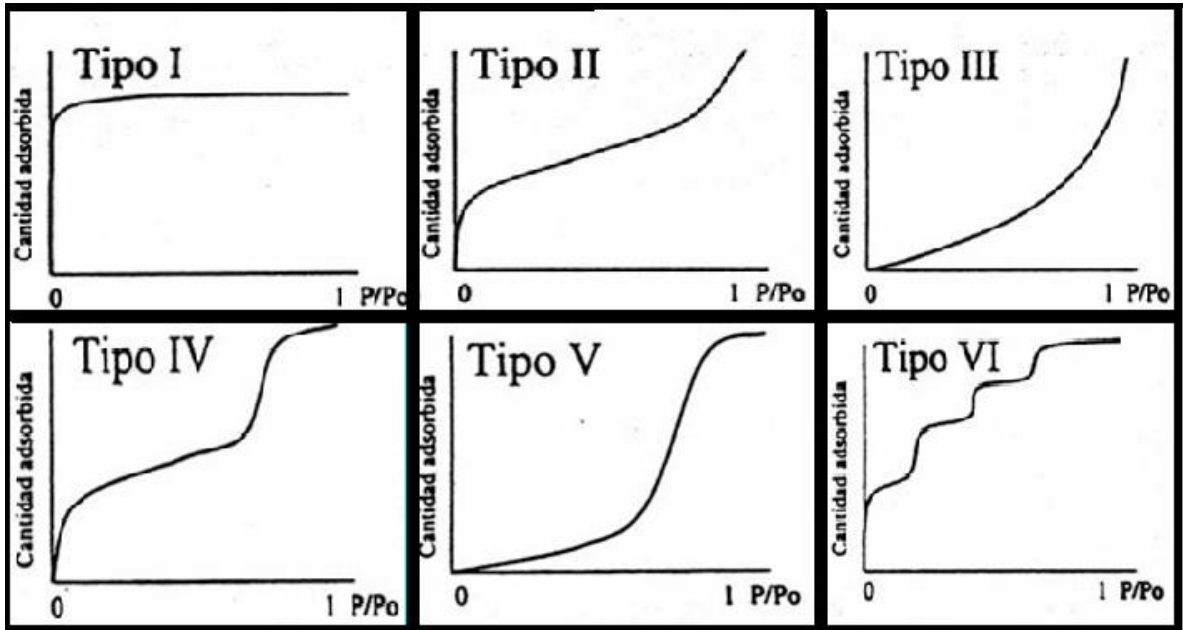 Tipo I
Cantidad adsorbida
0 1 P/Po
Tipo II
Cantidad adsorbida
0 1 P/Po
Tipo III
Cantidad adsorbida
0 1 P/Po
Tipo IV
Cantidad adsorbida
0 1 P/Po
Tipo V
Cantidad adsorbida
0 1 P/Po
Tipo VI
Cantidad adsorbida
0 1 P/Po